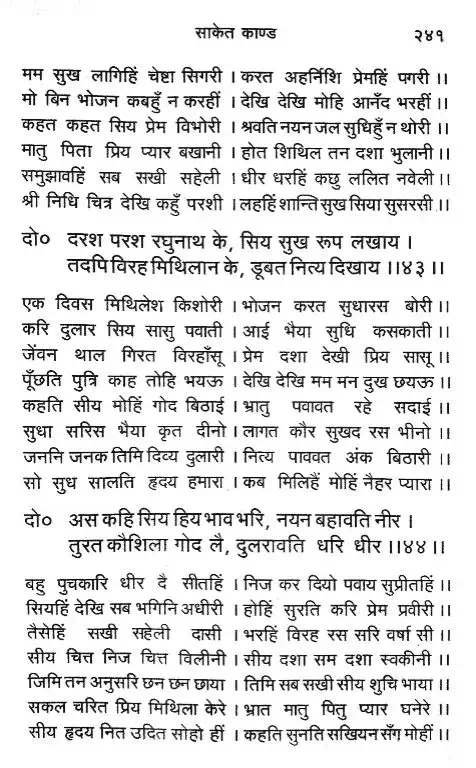 साकेत काण्ड २४१
मम सुख लागिहिं चेष्टा सिगरी । करत अहर्निशि प्रेमहिं पगरी ।।
मो बिन भोजन कबहुँ न करहीं । देखि देखि मोहि आनँद भरहीं ।।
कहत कहत सिय प्रेम विभोरी । श्रवति नयन जल सुधिहुँ न थोरी ।।
मातु पिता प्रिय प्यार बखानी । होत शिथिल तन दशा भुलानी ।।
समुझावहिं सब सखी सहेली । धीर धरहिं कछु ललित नवेली ।।
श्री निधि चित्र देखि कहुँ परशी । लहहिं शान्ति सुख सिया सुसरसी ।।
दो० दरश परश रघुनाथ के, सिय सुख रूप लखाय ।
तदपि विरह मिथिलान के, डूबत नित्य दिखाय ।।४३।।
एक दिवस मिथिलेश किशोरी । भोजन करत सुधारस बोरी ।।
करि दुलार सिय सासु पवाती । आई भैया सुधि कसकाती ।।
जेंवन थाल गिरत विरहाँसू । प्रेम दशा देखी प्रिय सासू ।।
पूँछति पुत्रि काह तोहि भयऊ । देखि देखि मम मन दुख छयऊ ।।
कहति सीय मोहिं गोद बिठाई । भ्रातु पवावत रहे सदाई ।।
सुधा सरिस भैया कृत दीनो । लागत कौर सुखद रस भीनो ।।
जननि जनक तिमि दिव्य दुलारी । नित्य पाववत अंक बिठारी ।।
सो सुध सालति हृदय हमारा । कब मिलिहैं मोहिं नैहर प्यारा ।।
दो० अस कहि सिय हिय भाव भरि, नयन बहावति नीर ।
तुरत कौशिला गोद लै, दुलरावति धरि धीर ।।४४।।
बहु पुचकारि धीर दै सीतहिं । निज कर दियो पवाय सुप्रीतहिं ।।
सियहिं देखि सब भगिनि अधीरी । होहिं सुरति करि प्रेम प्रवीरी ।।
तैसेहिं सखी सहेली दासी । भरहिं विरह रस सरि वर्षा सी ।।
सीय चित्त निज चित्त विलीनी । सीय दशा सम दशा स्वकीनी ।।
जिमि तन अनुसरि छन छन छाया । तिमि सब सखी सीय शुचि भाया ।।
सकल चरित प्रिय मिथिला केरे । भ्रात मातु पितु प्यार घनेरे ।।
सीय हृदय नित उदित सोहो हीं । कहति सुनति सखियन सँग मोहीं ।।